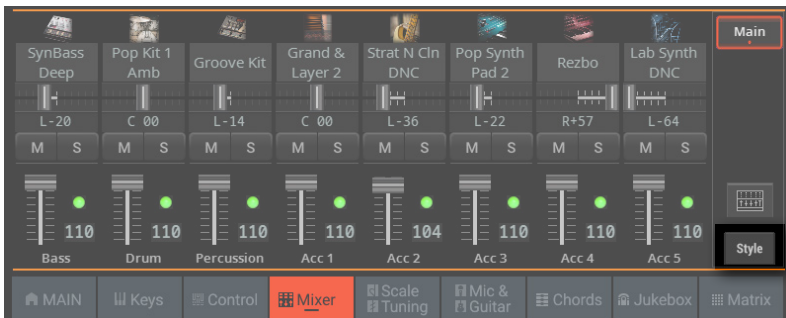 SynBass Deep
Pop Kit 1 Amb
Groove Kit
Grand & Layer 2
Strat N Cln DNC
Pop Synth Pad 2
Rezbo
Lab Synth DNC
Main
L-20 C 00 L-14 C 00 L-36 L-22 R+57 L-64
M S M S M S M S M S M S M S M S
110 110 110 110 104 110 110 110
Bass Drum Percussion Acc 1 Acc 2 Acc 3 Acc 4 Acc 5
Style
MAIN Keys Control Mixer Scale Tuning Mic & Guitar Chords Jukebox Matrix